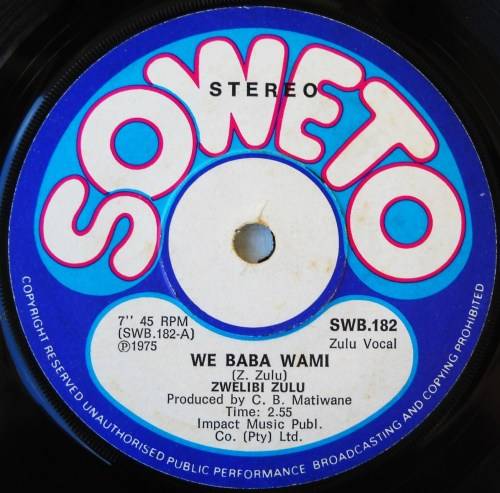 SOWETO
STEREO
7'' 45 RPM
(SWB.182-A)
℗1975
SWB.182
Zulu Vocal
WE BABA WAMI
(Z. Zulu)
ZWELIBI ZULU
Produced by C. B. Matiwane
Time: 2.55
Impact Music Publ.
Co. (Pty) Ltd.
COPYRIGHT RESERVED UNAUTHORISED PUBLIC PERFORMANCE BROADCASTING AND COPYING PROHIBITED